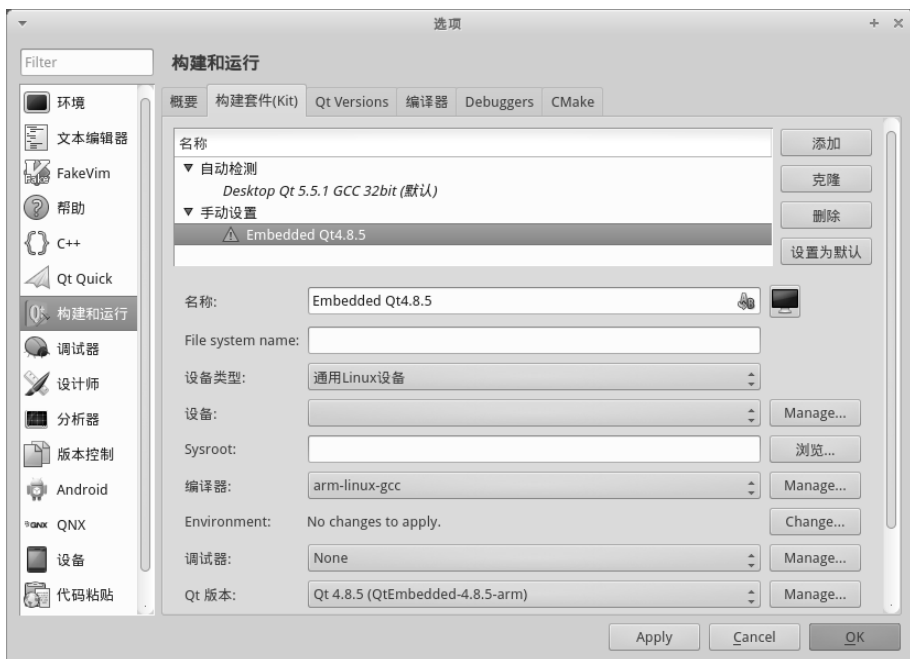 选项
Filter
环境
文本编辑器
FakeVim
帮助
C++
Qt Quick
构建和运行
调试器
设计师
分析器
版本控制
Android
QNX
设备
代码粘贴
构建和运行
概要 构建套件(Kit) Qt Versions 编译器 Debuggers CMake
名称
自动检测
Desktop Qt 5.5.1 GCC 32bit (默认)
手动设置
Embedded Qt4.8.5
添加
克隆
删除
设置为默认
名称: Embedded Qt4.8.5
File system name:
设备类型: 通用Linux设备
设备: Manage...
Sysroot: 浏览...
编译器: arm-linux-gcc Manage...
Environment: No changes to apply. Change...
调试器: None Manage...
Qt 版本: Qt 4.8.5 (QtEmbedded-4.8.5-arm) Manage...
Apply Cancel OK